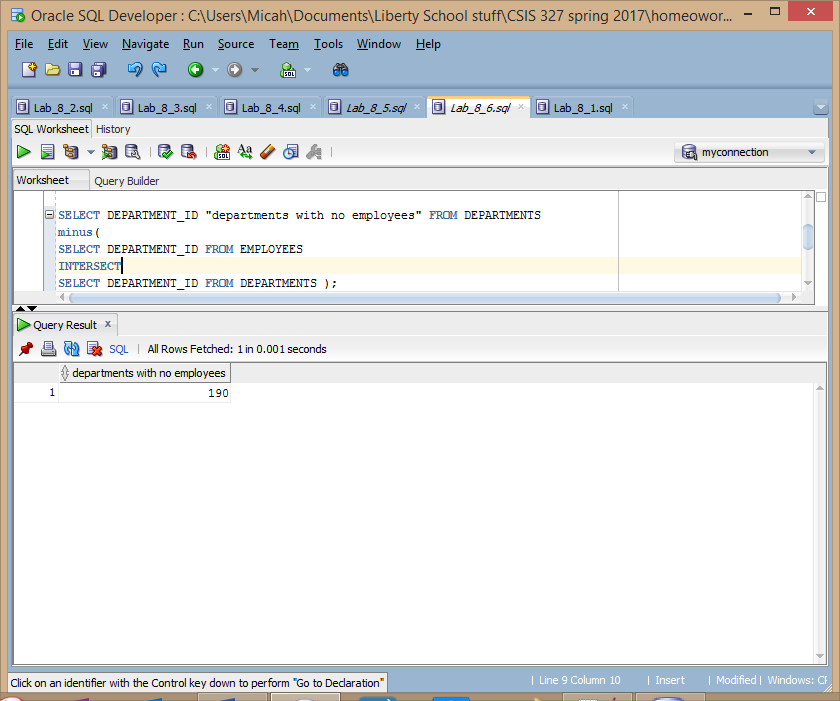 Oracle SQL Developer : C:\Users\Micah\Documents\Liberty School stuff\CSIS 327 spring 2017\homeowor...
File Edit View Navigate Run Source Team Tools Window Help
Lab_8_2.sql Lab_8_3.sql Lab_8_4.sql Lab_8_5.sql Lab_8_6.sql Lab_8_1.sql
SQL Worksheet History
myconnection
Worksheet Query Builder
SELECT DEPARTMENT_ID "departments with no employees" FROM DEPARTMENTS
minus(
SELECT DEPARTMENT_ID FROM EMPLOYEES
INTERSECT
SELECT DEPARTMENT_ID FROM DEPARTMENTS );
Query Result x
SQL | All Rows Fetched: 1 in 0.001 seconds
departments with no employees
1 190
Click on an identifier with the Control key down to perform "Go to Declaration"
| Line 9 Column 10 | Insert | Modified | Windows: CR